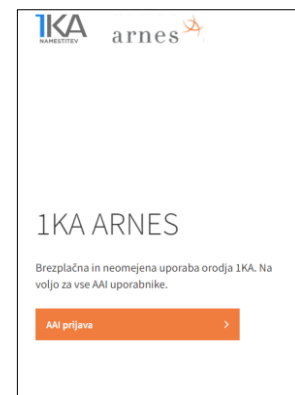 1KA arnes
NAMESTITEV
1KA ARNES
Brezplačna in neomejena uporaba orodja 1KA. Na
voljo za vse AAI uporabnike.
AAI prijava